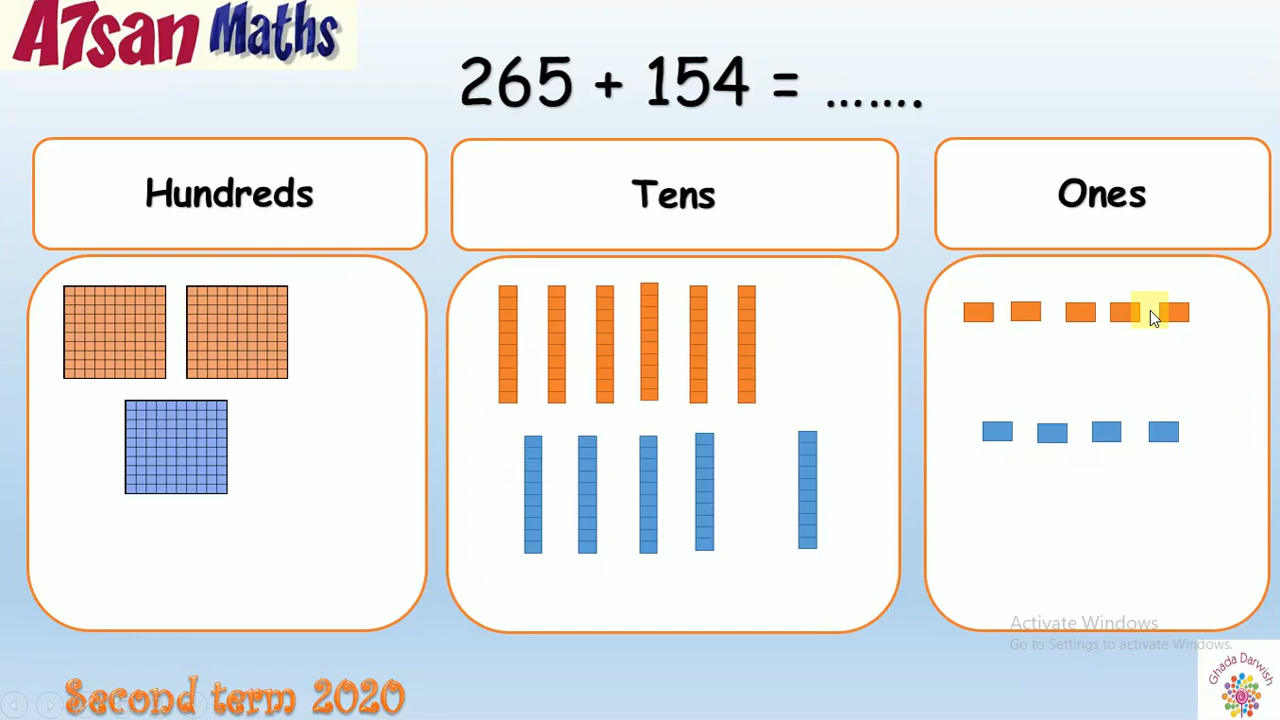 A7san Maths
265 + 154 = …….
Hundreds
Tens
Ones
Activate Windows
Go to Settings to activate Windows.
Ghada Darwish
Second term 2020